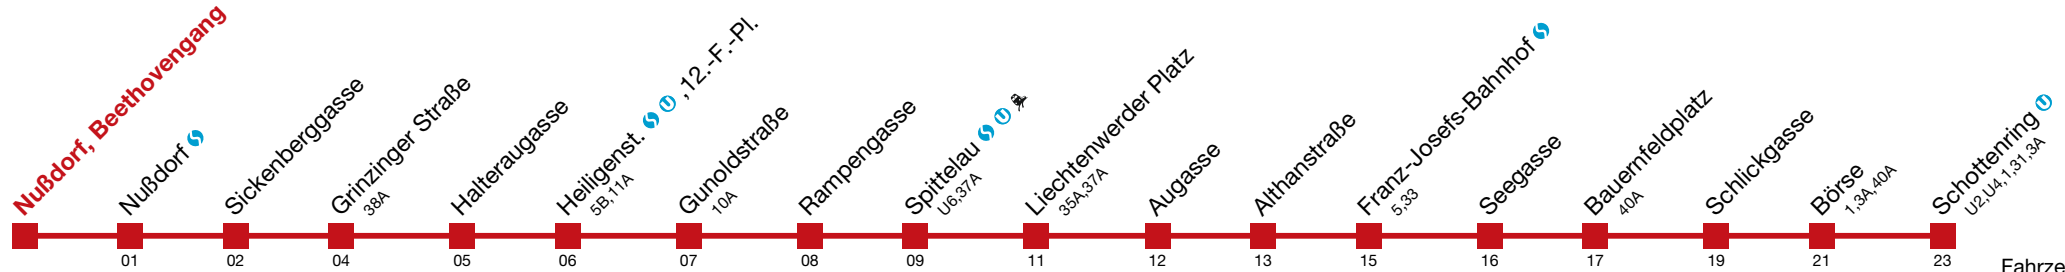 Nußdorf, Beethovengang
Nußdorf S
Sickenberggasse
Grinzinger Straße
38A
Halteraugasse
Heiligenst. S U ,12.-F.-Pl.
5B,11A
Gunoldstraße
10A
Rampengasse
Spittelau S U
U6,37A
Liechtenwerder Platz
35A,37A
Augasse
Althanstraße
Franz-Josefs-Bahnhof S
5,33
Seegasse
Bauernfeldplatz
40A
Schlickgasse
Börse
1,3A,40A
Schottenring U
U2,U4,1,31,3A
01 02 04 05 06 07 08 09 11 12 13 15 16 17 19 21 23
Fahrze